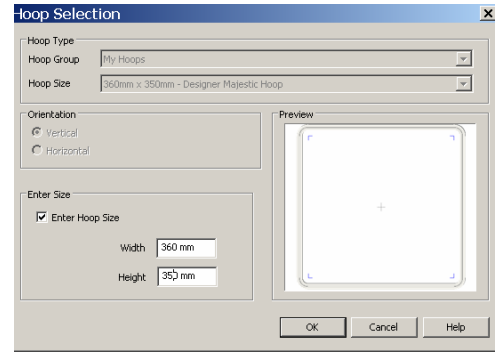 Hoop Selection
Hoop Type
Hoop Group My Hoops
Hoop Size 360mm x 350mm - Designer Majestic Hoop
Orientation
Vertical
Horizontal
Preview
Enter Size
Enter Hoop Size
Width 360 mm
Height 350 mm
OK Cancel Help